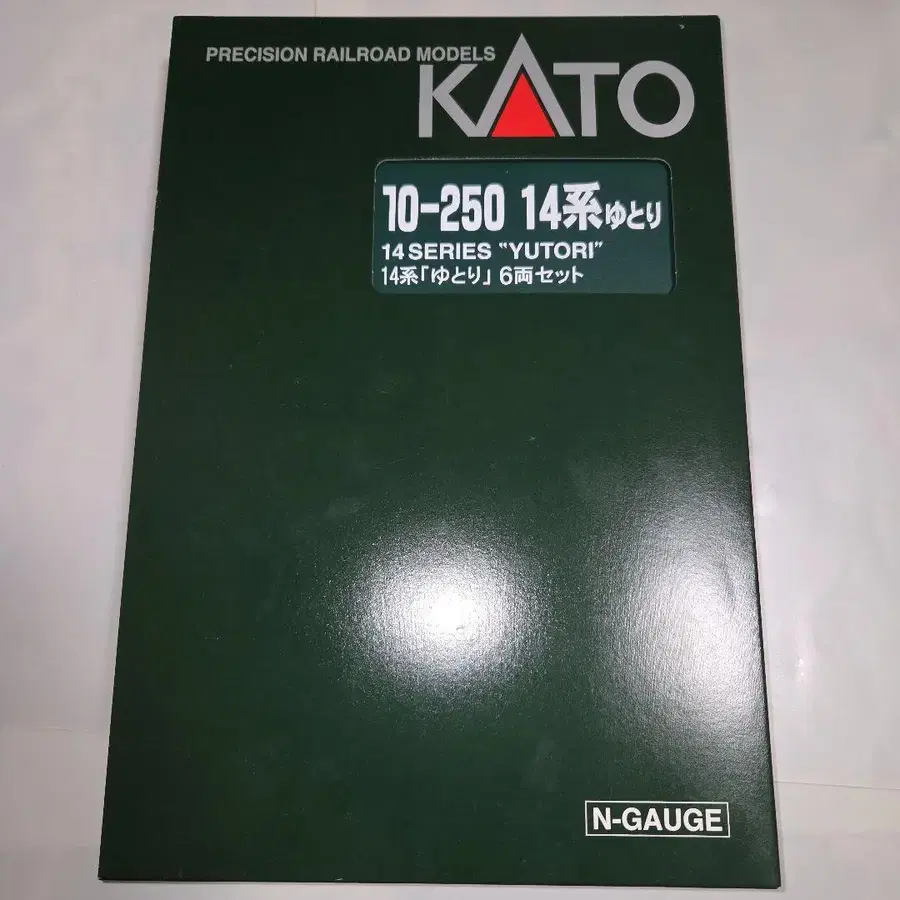 PRECISION RAILROAD MODELS
KATO
10-250 14系ゆとり
14 SERIES "YUTORI"
14系「ゆとり」 6両セット
N-GAUGE